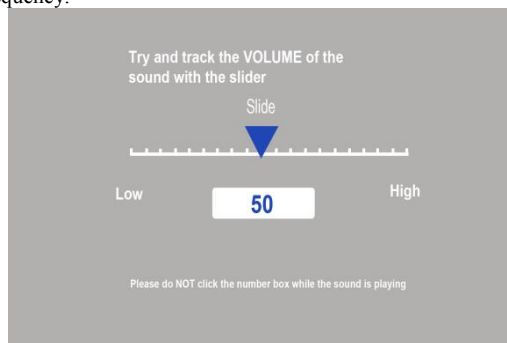 equency.
Try and track the VOLUME of the
sound with the slider
Slide
Low
50
High
Please do NOT click the number box while the sound is playing